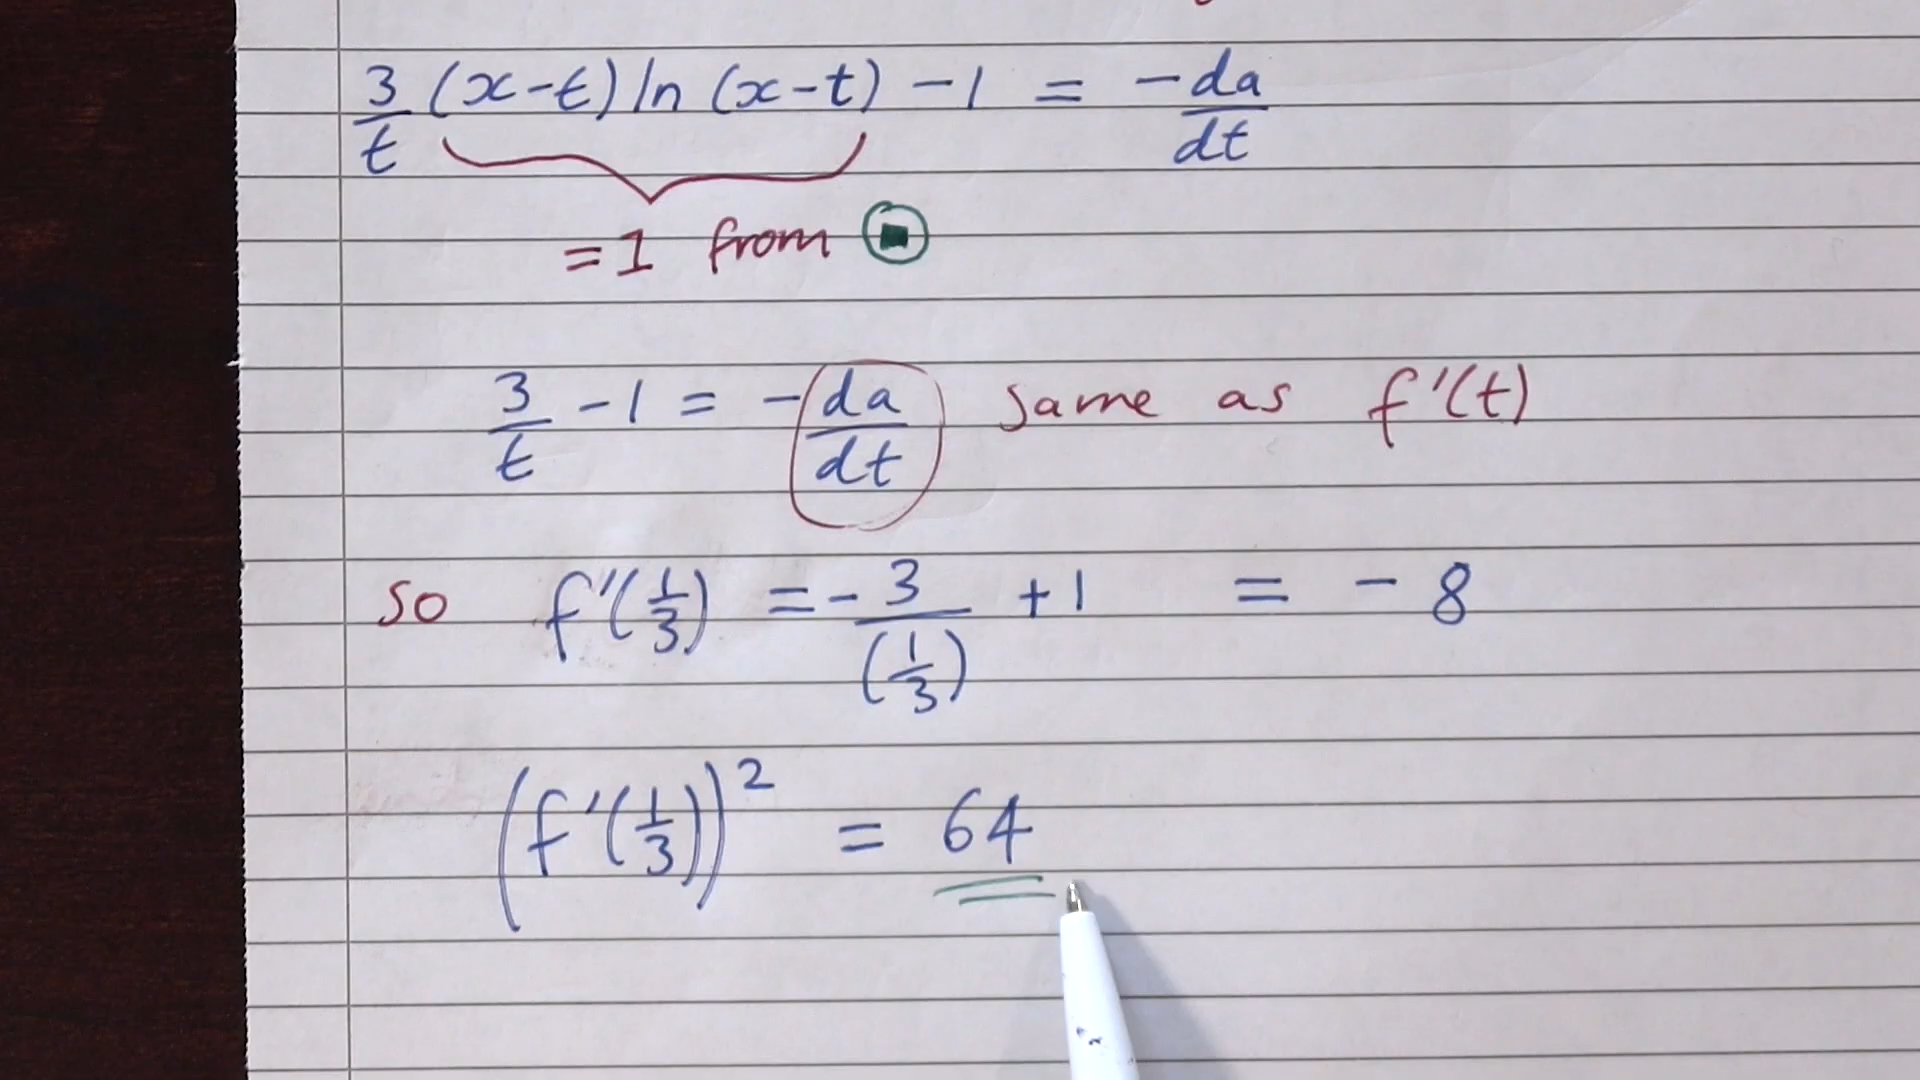 3/t (x-t) ln (x-t) - 1 = -da/dt
= 1 from ■
3/t - 1 = -da/dt same as f'(t)
so f'(1/3) = -3/(1/3) + 1 = -8
(f'(1/3))² = 64